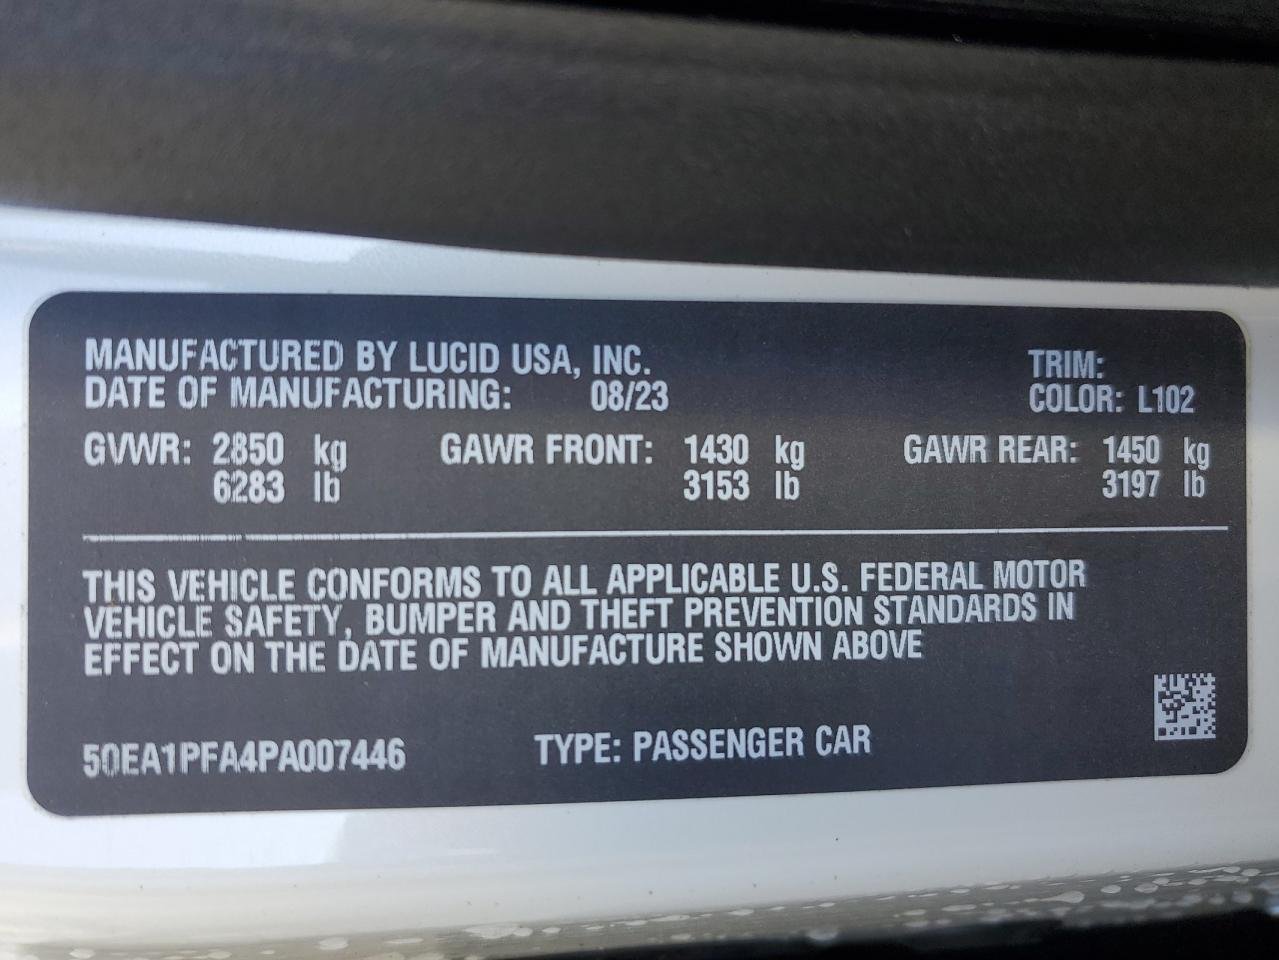 MANUFACTURED BY LUCID USA, INC.
DATE OF MANUFACTURING: 08/23
TRIM:
COLOR: L102
GVWR: 2850 kg GAWR FRONT: 1430 kg GAWR REAR: 1450 kg
6283 lb 3153 lb 3197 lb
THIS VEHICLE CONFORMS TO ALL APPLICABLE U.S. FEDERAL MOTOR
VEHICLE SAFETY, BUMPER AND THEFT PREVENTION STANDARDS IN
EFFECT ON THE DATE OF MANUFACTURE SHOWN ABOVE
50EA1PFA4PA007446 TYPE: PASSENGER CAR